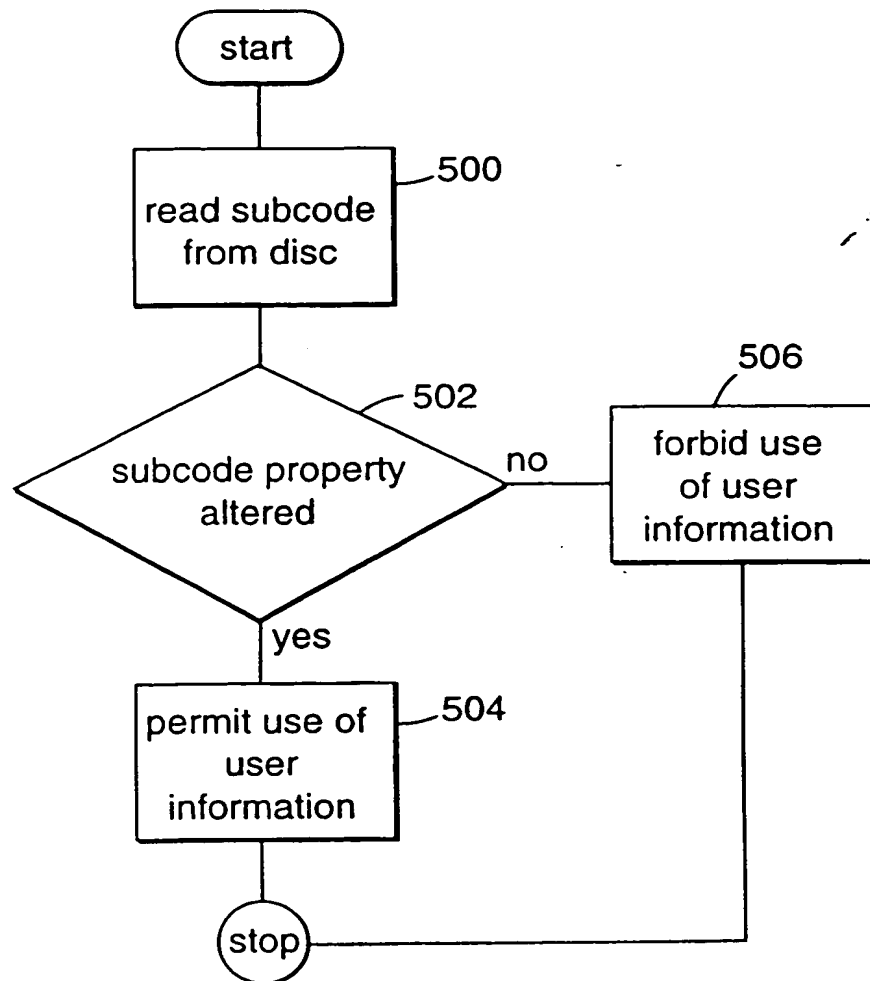 start
500
read subcode
from disc
502
subcode property
altered
no
506
forbid use
of user
information
yes
504
permit use of
user
information
stop